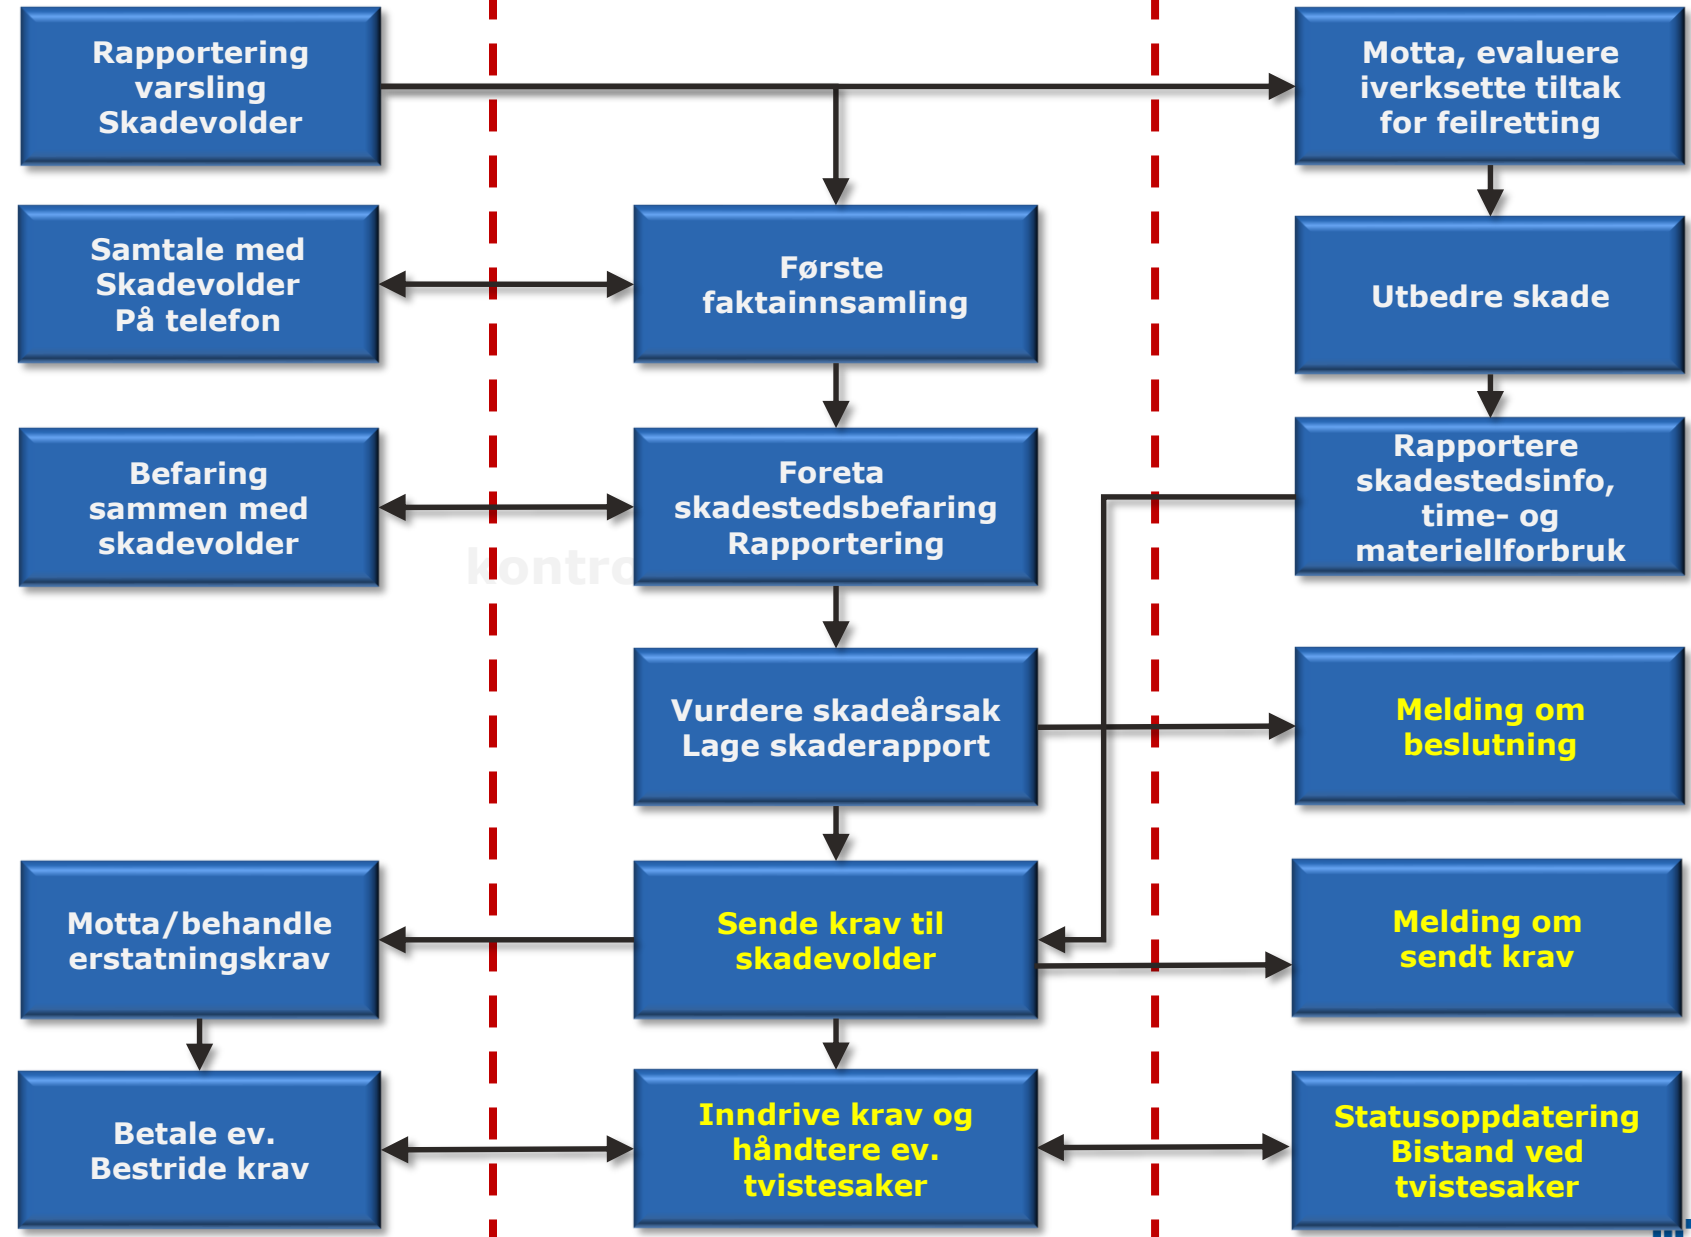 Rapportering
varsling
Skadevolder
Motta, evaluere
iverksette tiltak
for feilretting
Samtale med
Skadevolder
På telefon
Første
faktainnsamling
Utbedre skade
Befaring
sammen med
skadevolder
Foreta
skadestedsbefaring
Rapportering
Rapportere
skadestedsinfo,
time- og
materiellforbruk
Vurdere skadeårsak
Lage skaderapport
Melding om
beslutning
Motta/behandle
erstatningskrav
Sende krav til
skadevolder
Melding om
sendt krav
Betale ev.
Bestride krav
Inndrive krav og
håndtere ev.
tvistesaker
Statusoppdatering
Bistand ved
tvistesaker